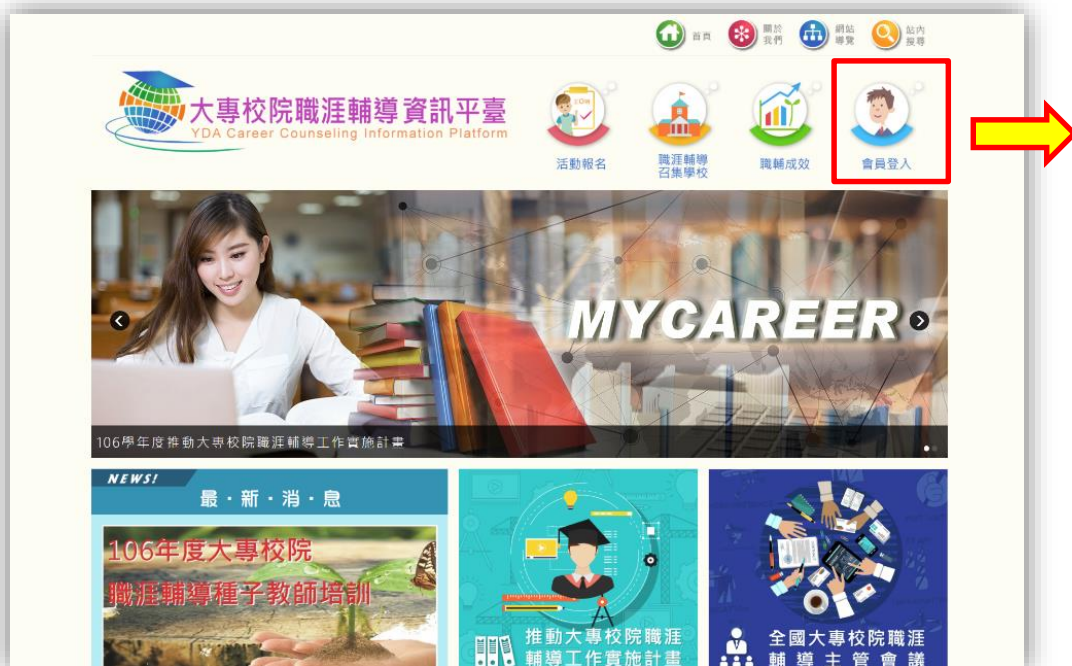 首頁
關於
我們
網站
導覽
站內
搜尋
大專校院職涯輔導資訊平臺
YDA Career Counseling Information Platform
活動報名
職涯輔導
召集學校
職輔成效
會員登入
MYCAREER
106學年度推動大專校院職涯輔導工作實施計畫
NEWS!
最・新・消・息
106年度大專校院
職涯輔導種子教師培訓
推動大專校院職涯
輔導工作實施計畫
全國大專校院職涯
輔導主管會議